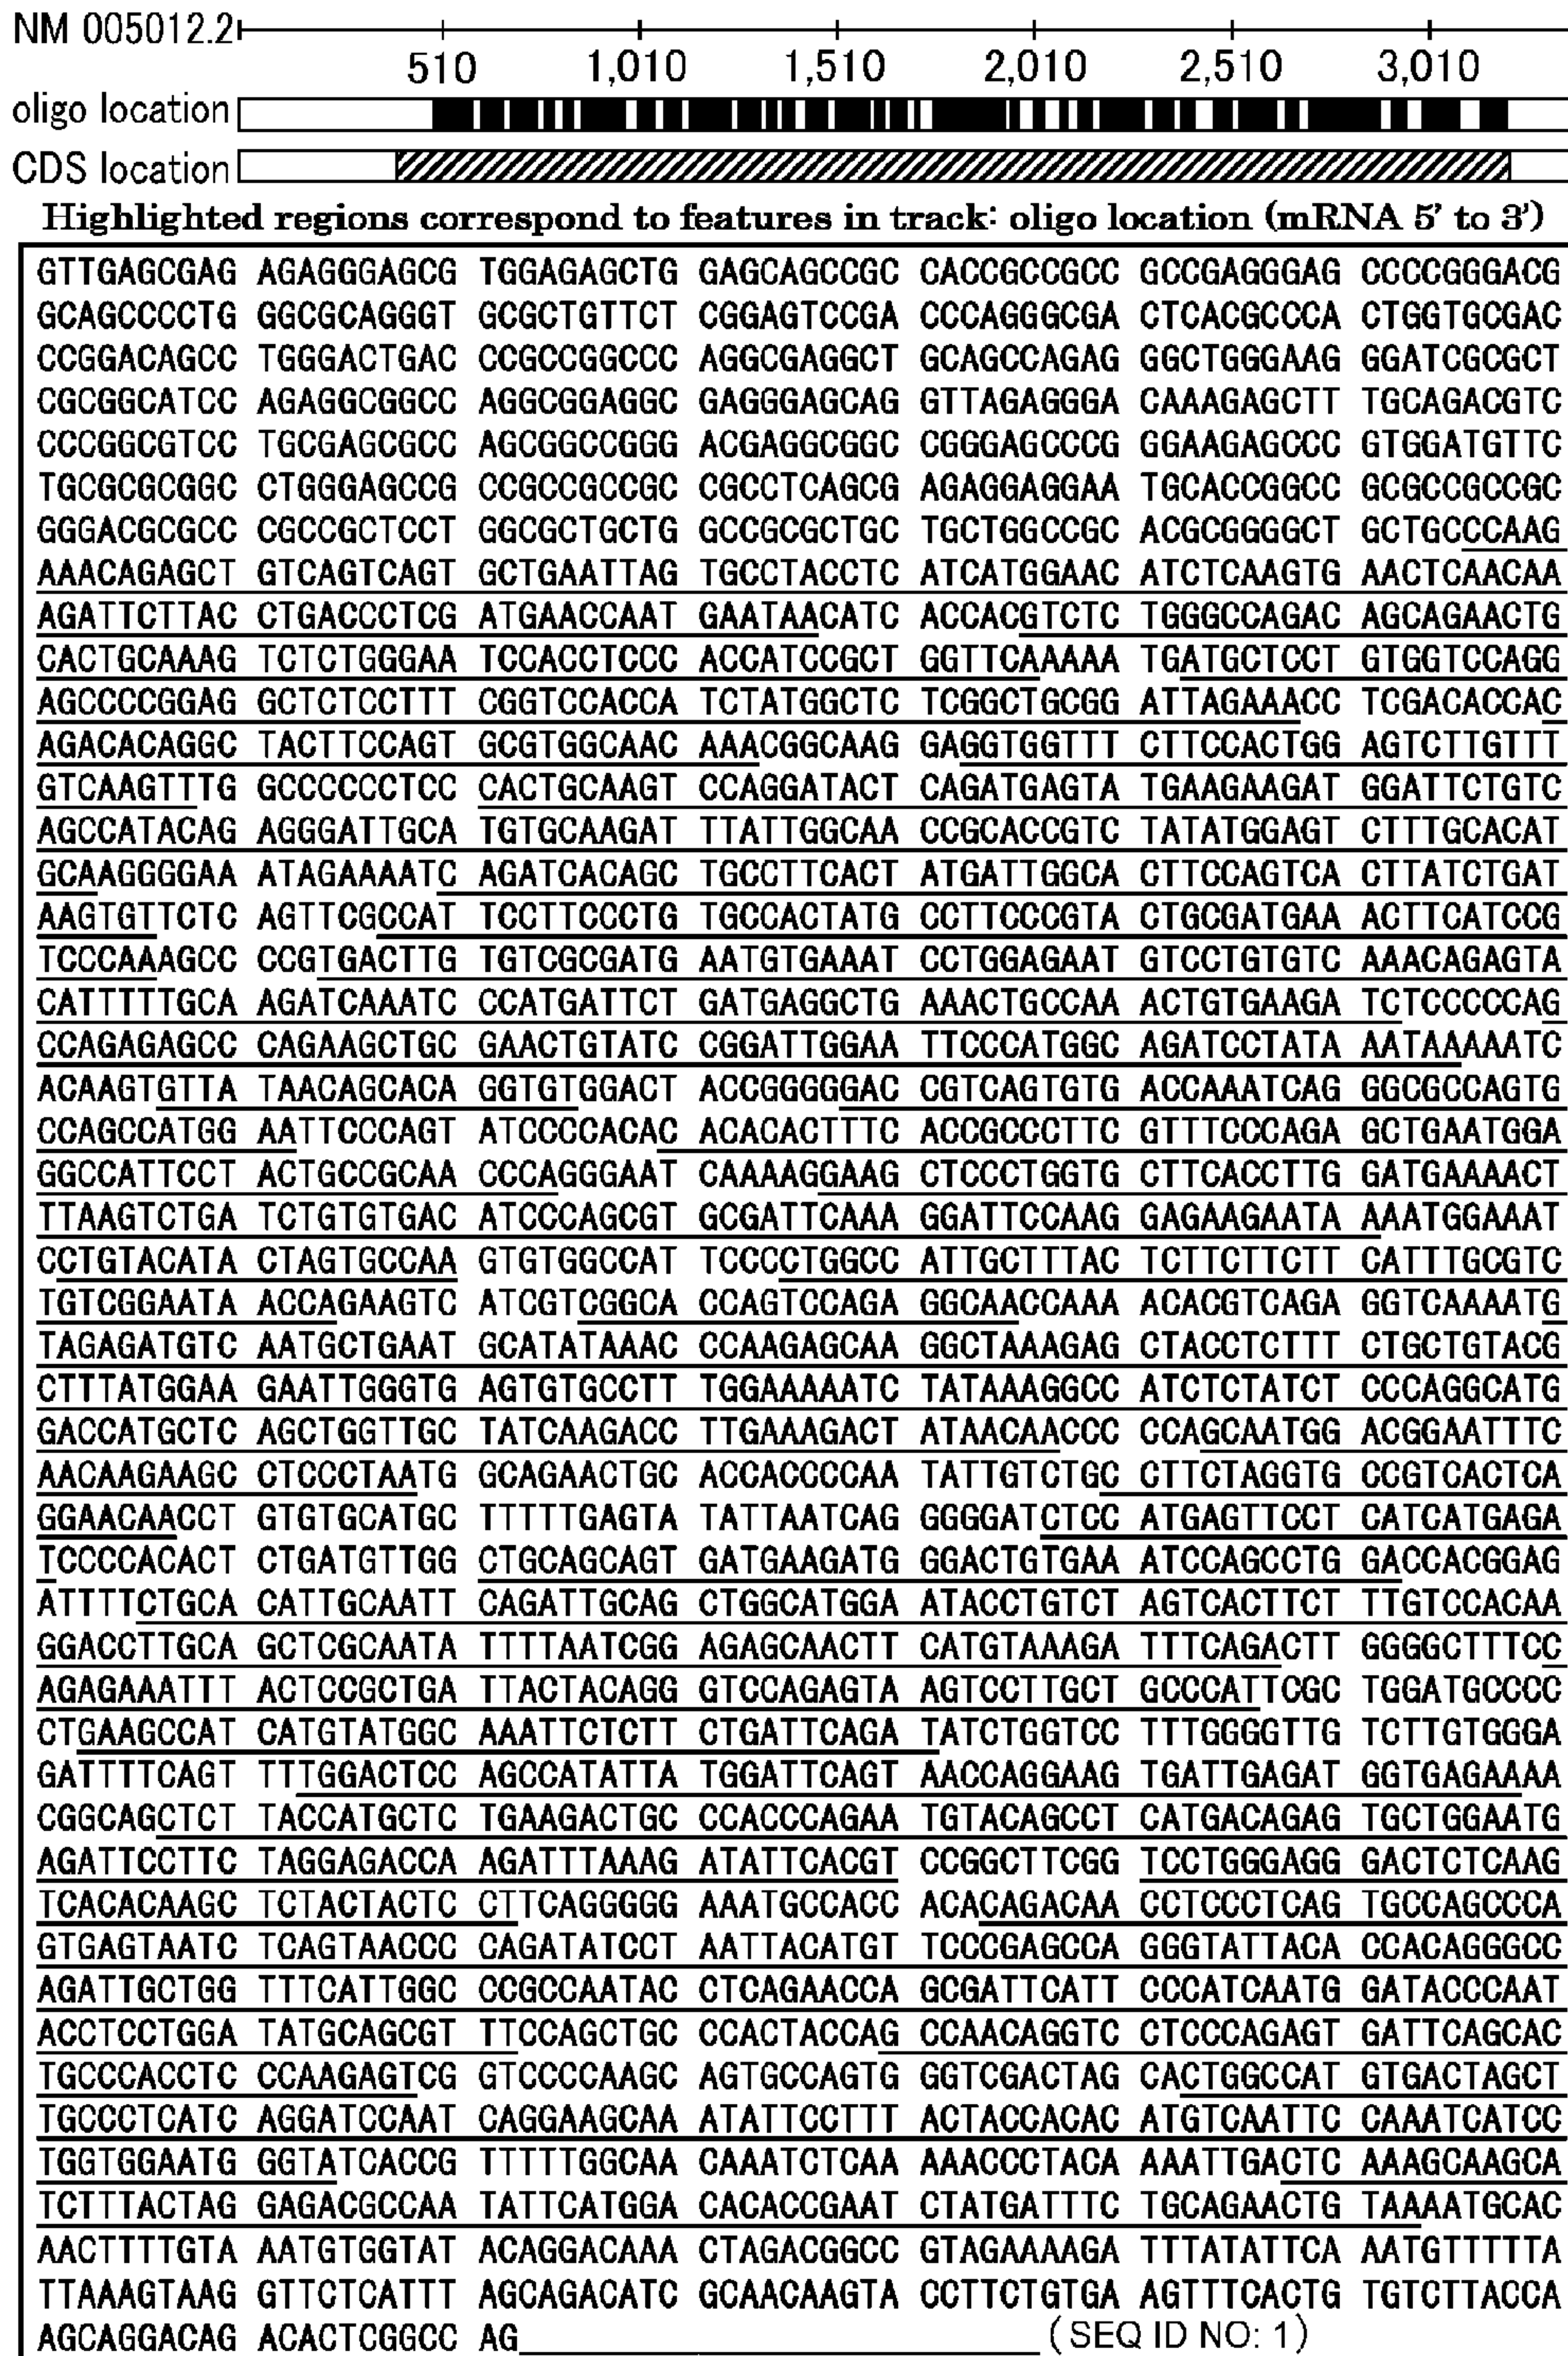 NM 005012.2
510 1,010 1,510 2,010 2,510 3,010
oligo location
CDS location
Highlighted regions correspond to features in track: oligo location (mRNA 5' to 3')
GTTGAGCGAG AGAGGGAGCG TGGAGAGCTG GAGCAGCCGC CACCGCCGCC GCCGAGGGAG CCCCGGGACG
GCAGCCCCTG GGCGCAGGGT GCGCTGTTCT CGGAGTCCGA CCCAGGGCGA CTCACGCCCA CTGGTGCGAC
CCGGACAGCC TGGGACTGAC CCGCCGGCCC AGGCGAGGCT GCAGCCAGAG GGCTGGGAAG GGATCGCGCT
CGCGGCATCC AGAGGCGGCC AGGCGGAGGC GAGGGAGCAG GTTAGAGGGA CAAAGAGCTT TGCAGACGTC
CCCGGCGTCC TGCGAGCGCC AGCGGCCGGG ACGAGGCGGC CGGGAGCCCG GGAAGAGCCC GTGGATGTTC
TGCGCGCGGC CTGGGAGCCG CCGCCGCCGC CGCCTCAGCG AGAGGAGGAA TGCACCGGCC GCGCCGCCGC
GGGACGCGCC CGCCGCTCCT GGCGCTGCTG GCCGCGCTGC TGCTGGCCGC ACGCGGGGCT GCTGCCCAAG
AAACAGAGCT GTCAGTCAGT GCTGAATTAG TGCCTACCTC ATCATGGAAC ATCTCAAGTG AACTCAACAA
AGATTCTTAC CTGACCCTCG ATGAACCAAT GAATAACATC ACCACGTCTC TGGGCCAGAC AGCAGAACTG
CACTGCAAAG TCTCTGGGAA TCCACCTCCC ACCATCCGCT GGTTCAAAAA TGATGCTCCT GTGGTCCAGG
AGCCCCGGAG GCTCTCCTTT CGGTCCACCA TCTATGGCTC TCGGCTGCGG ATTAGAAACC TCGACACCAC
AGACACAGGC TACTTCCAGT GCGTGGCAAC AAACGGCAAG GAGGTGGTTT CTTCCACTGG AGTCTTGTTT
GTCAAGTTTG GCCCCCCTCC CACTGCAAGT CCAGGATACT CAGATGAGTA TGAAGAAGAT GGATTCTGTC
AGCCATACAG AGGGATTGCA TGTGCAAGAT TTATTGGCAA CCGCACCGTC TATATGGAGT CTTTGCACAT
GCAAGGGGAA ATAGAAAATC AGATCACAGC TGCCTTCACT ATGATTGGCA CTTCCAGTCA CTTATCTGAT
AAGTGTTCTC AGTTCGCCAT TCCTTCCCTG TGCCACTATG CCTTCCCGTA CTGCGATGAA ACTTCATCCG
TCCCAAAGCC CCGTGACTTG TGTCGCGATG AATGTGAAAT CCTGGAGAAT GTCCTGTGTC AAACAGAGTA
CATTTTTGCA AGATCAAATC CCATGATTCT GATGAGGCTG AAACTGCCAA ACTGTGAAGA TCTCCCCCAG
CCAGAGAGCC CAGAAGCTGC GAACTGTATC CGGATTGGAA TTCCCATGGC AGATCCTATA AATAAAAATC
ACAAGTGTTA TAACAGCACA GGTGTGGACT ACCGGGGGAC CGTCAGTGTG ACCAAATCAG GGCGCCAGTG
CCAGCCATGG AATTCCCAGT ATCCCCACAC ACACACTTTC ACCGCCCTTC GTTTCCCAGA GCTGAATGGA
GGCCATTCCT ACTGCCGCAA CCCAGGGAAT CAAAAGGAAG CTCCCTGGTG CTTCACCTTG GATGAAAACT
TTAAGTCTGA TCTGTGTGAC ATCCCAGCGT GCGATTCAAA GGATTCCAAG GAGAAGAATA AAATGGAAAT
CCTGTACATA CTAGTGCCAA GTGTGGCCAT TCCCCTGGCC ATTGCTTTAC TCTTCTTCTT CATTTGCGTC
TGTCGGAATA ACCAGAAGTC ATCGTCGGCA CCAGTCCAGA GGCAACCAAA ACACGTCAGA GGTCAAAATG
TAGAGATGTC AATGCTGAAT GCATATAAAC CCAAGAGCAA GGCTAAAGAG CTACCTCTTT CTGCTGTACG
CTTTATGGAA GAATTGGGTG AGTGTGCCTT TGGAAAAATC TATAAAGGCC ATCTCTATCT CCCAGGCATG
GACCATGCTC AGCTGGTTGC TATCAAGACC TTGAAAGACT ATAACAACCC CCAGCAATGG ACGGAATTTC
AACAAGAAGC CTCCCTAATG GCAGAACTGC ACCACCCCAA TATTGTCTGC CTTCTAGGTG CCGTCACTCA
GGAACAACCT GTGTGCATGC TTTTTGAGTA TATTAATCAG GGGGATCTCC ATGAGTTCCT CATCATGAGA
TCCCCACACT CTGATGTTGG CTGCAGCAGT GATGAAGATG GGACTGTGAA ATCCAGCCTG GACCACGGAG
ATTTTCTGCA CATTGCAATT CAGATTGCAG CTGGCATGGA ATACCTGTCT AGTCACTTCT TTGTCCACAA
GGACCTTGCA GCTCGCAATA TTTTAATCGG AGAGCAACTT CATGTAAAGA TTTCAGACTT GGGGCTTTCC
AGAGAAATTT ACTCCGCTGA TTACTACAGG GTCCAGAGTA AGTCCTTGCT GCCCATTCGC TGGATGCCCC
CTGAAGCCAT CATGTATGGC AAATTCTCTT CTGATTCAGA TATCTGGTCC TTTGGGGTTG TCTTGTGGGA
GATTTTCAGT TTTGGACTCC AGCCATATTA TGGATTCAGT AACCAGGAAG TGATTGAGAT GGTGAGAAAA
CGGCAGCTCT TACCATGCTC TGAAGACTGC CCACCCAGAA TGTACAGCCT CATGACAGAG TGCTGGAATG
AGATTCCTTC TAGGAGACCA AGATTTAAAG ATATTCACGT CCGGCTTCGG TCCTGGGAGG GACTCTCAAG
TCACACAAGC TCTACTACTC CTTCAGGGGG AAATGCCACC ACACAGACAA CCTCCCTCAG TGCCAGCCCA
GTGAGTAATC TCAGTAACCC CAGATATCCT AATTACATGT TCCCGAGCCA GGGTATTACA CCACAGGGCC
AGATTGCTGG TTTCATTGGC CCGCCAATAC CTCAGAACCA GCGATTCATT CCCATCAATG GATACCCAAT
ACCTCCTGGA TATGCAGCGT TTCCAGCTGC CCACTACCAG CCAACAGGTC CTCCCAGAGT GATTCAGCAC
TGCCCACCTC CCAAGAGTCG GTCCCCAAGC AGTGCCAGTG GGTCGACTAG CACTGGCCAT GTGACTAGCT
TGCCCTCATC AGGATCCAAT CAGGAAGCAA ATATTCCTTT ACTACCACAC ATGTCAATTC CAAATCATCC
TGGTGGAATG GGTATCACCG TTTTTGGCAA CAAATCTCAA AAACCCTACA AAATTGACTC AAAGCAAGCA
TCTTTACTAG GAGACGCCAA TATTCATGGA CACACCGAAT CTATGATTTC TGCAGAACTG TAAAATGCAC
AACTTTTGTA AATGTGGTAT ACAGGACAAA CTAGACGGCC GTAGAAAAGA TTTATATTCA AATGTTTTTA
TTAAAGTAAG GTTCTCATTT AGCAGACATC GCAACAAGTA CCTTCTGTGA AGTTTCACTG TGTCTTACCA
AGCAGGACAG ACACTCGGCC AG (SEQ ID NO: 1)